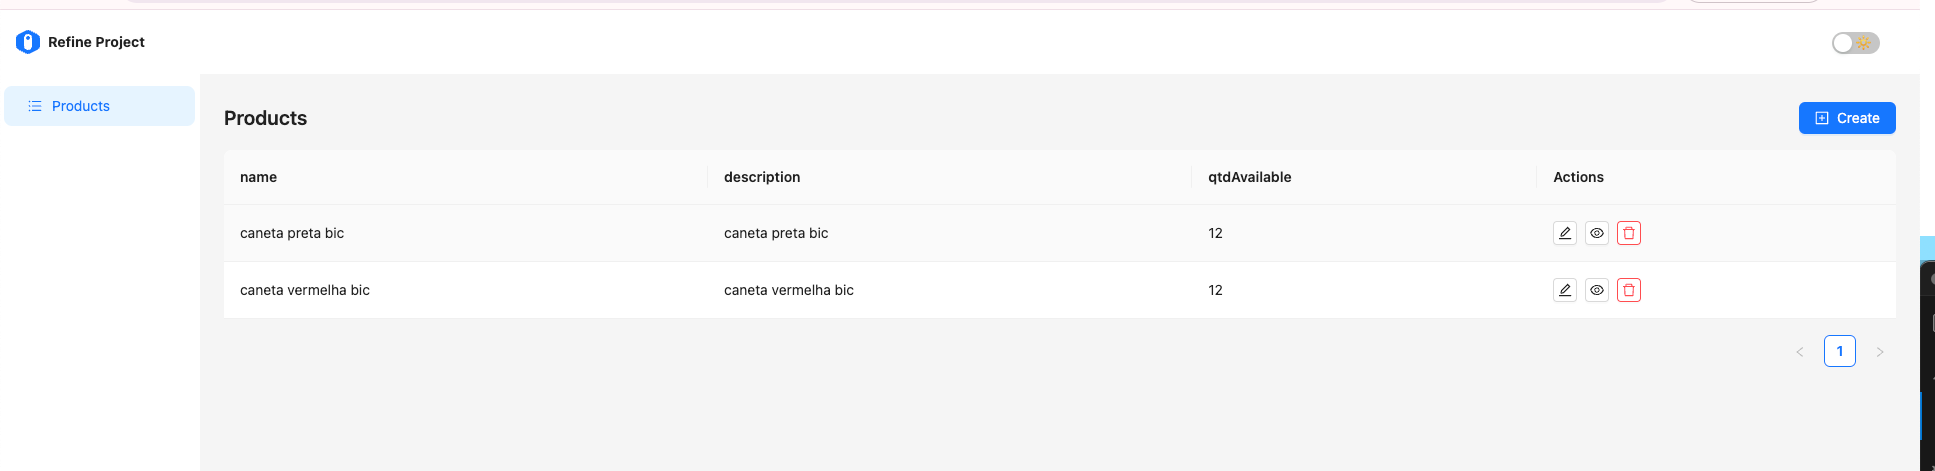 Refine Project
Products
Products
Create
name description qtdAvailable Actions
caneta preta bic caneta preta bic 12
caneta vermelha bic caneta vermelha bic 12
< 1 >